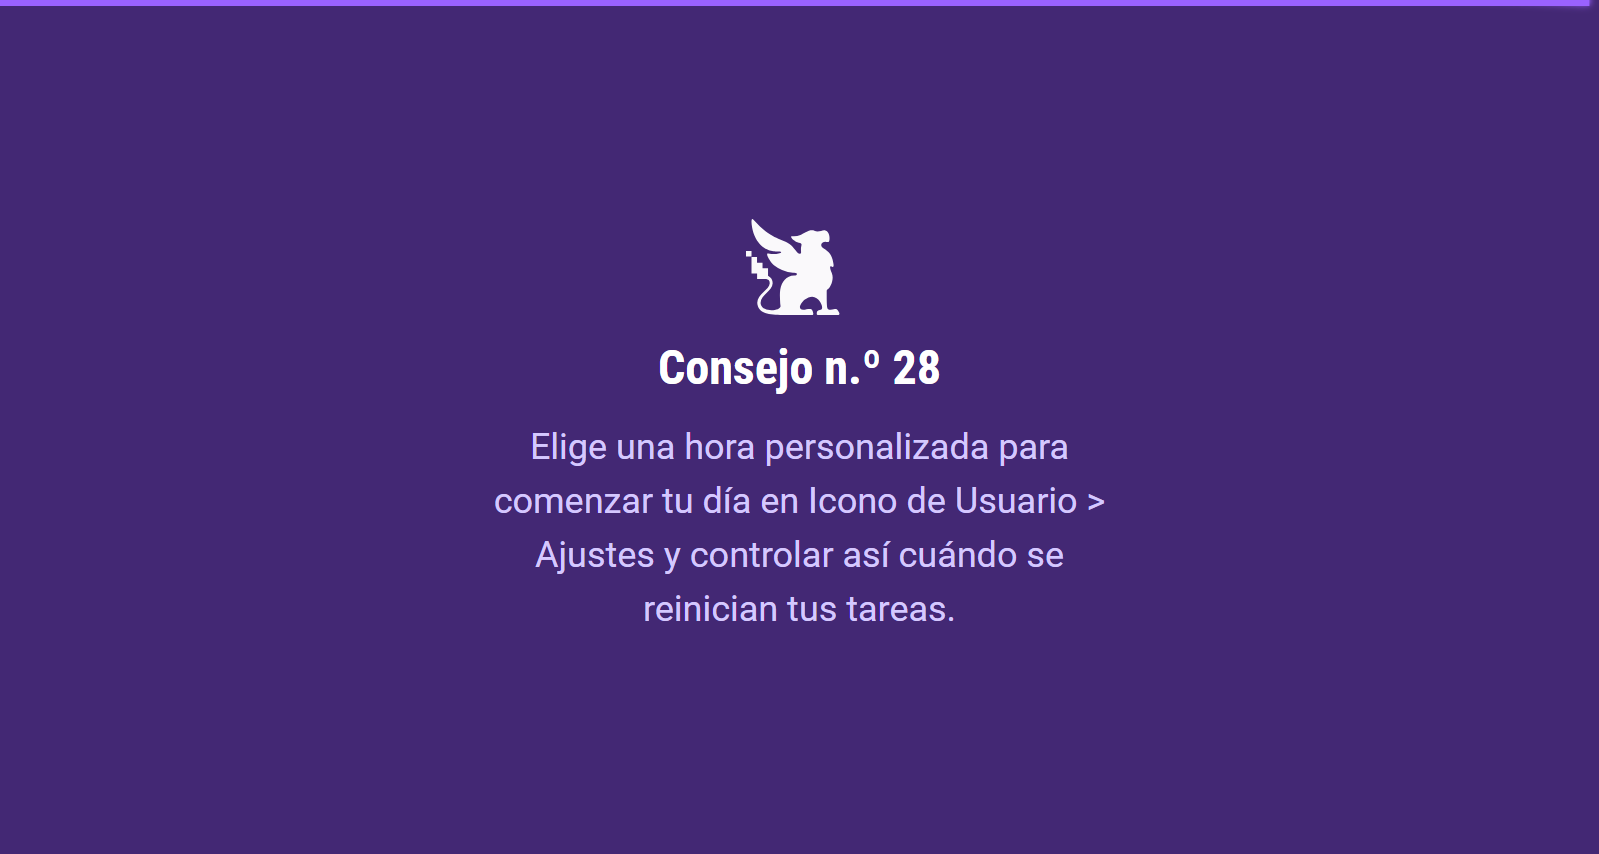 Consejo n.º 28
Elige una hora personalizada para
comenzar tu día en Icono de Usuario >
Ajustes y controlar así cuándo se
reinician tus tareas.